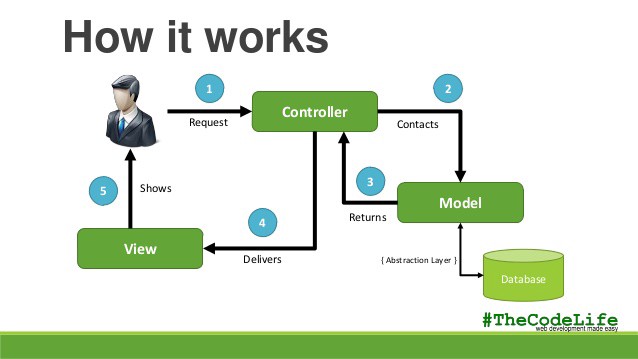 How it works
1
2
Controller
Request
Contacts
3
5
Shows
Model
Returns
4
View
Delivers
{ Abstraction Layer }
Database
#TheCodeLife
web development made easy